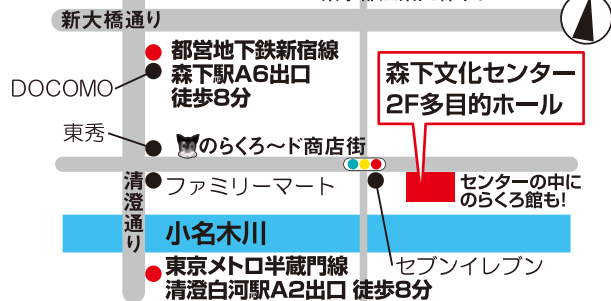 新大橋通り
都営地下鉄新宿線
森下駅A6出口
徒歩8分
DOCOMO
森下文化センター
2F多目的ホール
東秀
のらくろ〜ド商店街
清澄通り
ファミリーマート
センターの中に
のらくろ館も!
小名木川
東京メトロ半蔵門線
清澄白河駅A2出口 徒歩8分
セブンイレブン